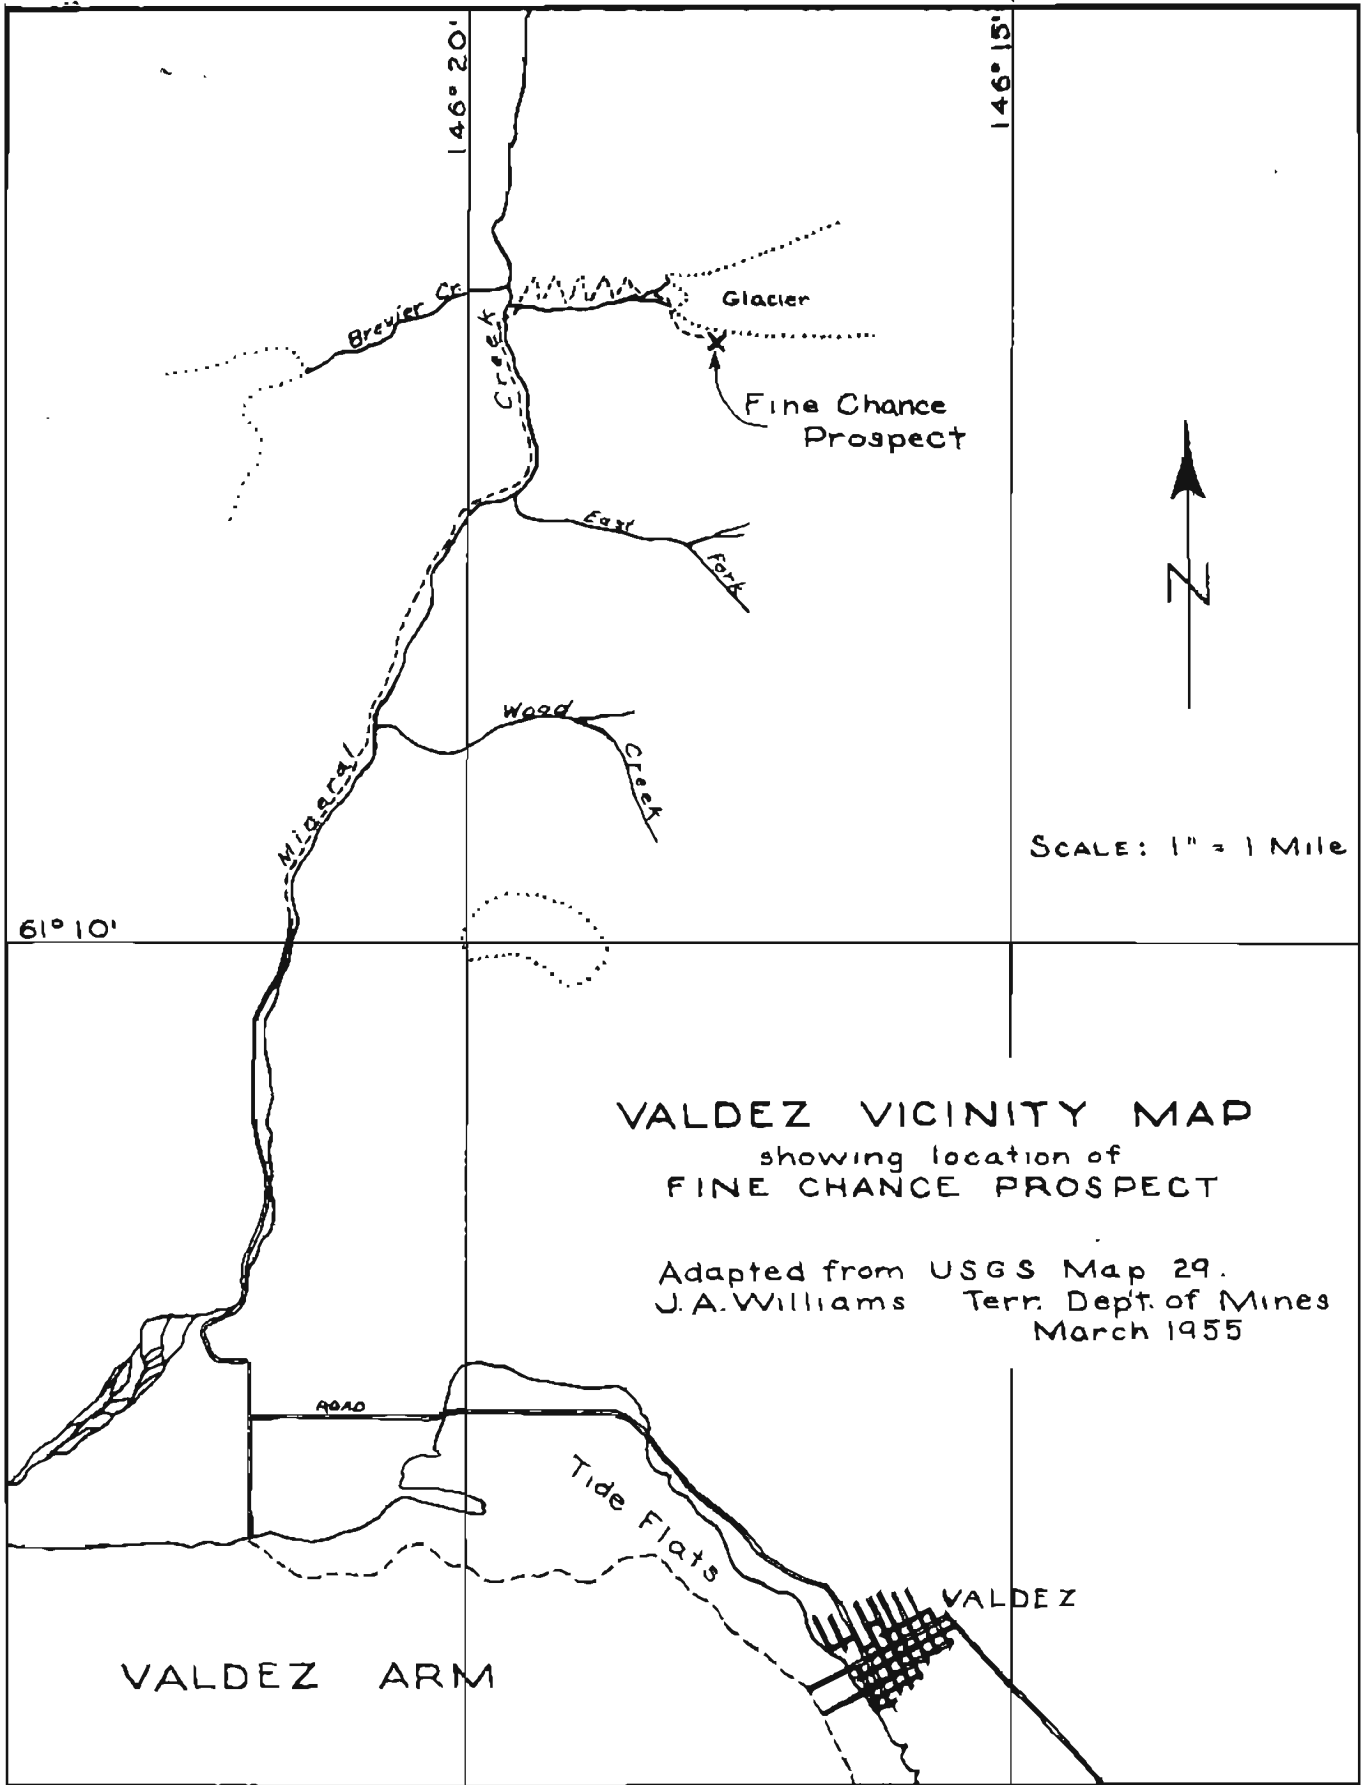 146° 20'
146° 15'
Brevier Cr.
Glacier
Creek
Fine Chance
Prospect
East
Fork
N
Wood
Creek
Mineral
SCALE: 1" = 1 Mile
61° 10'
VALDEZ VICINITY MAP
showing location of
FINE CHANCE PROSPECT
Adapted from USGS Map 29.
J.A. Williams Terr. Dep't. of Mines
March 1955
ROAD
Tide Flats
VALDEZ
VALDEZ ARM